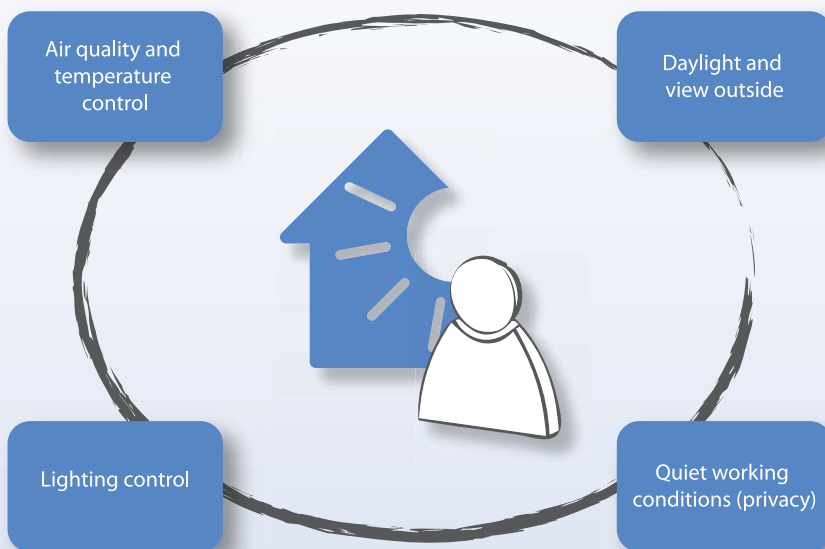 Air quality and
temperature
control
Daylight and
view outside
Lighting control
Quiet working
conditions (privacy)